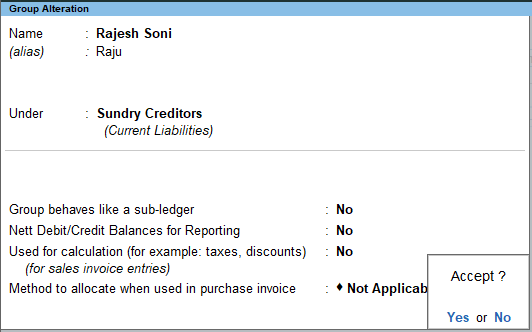 Group Alteration
Name : Rajesh Soni
(alias) : Raju
Under : Sundry Creditors
(Current Liabilities)
Group behaves like a sub-ledger : No
Nett Debit/Credit Balances for Reporting : No
Used for calculation (for example: taxes, discounts) : No
(for sales invoice entries)
Method to allocate when used in purchase invoice : ♦ Not Applicab
Accept ?
Yes or No